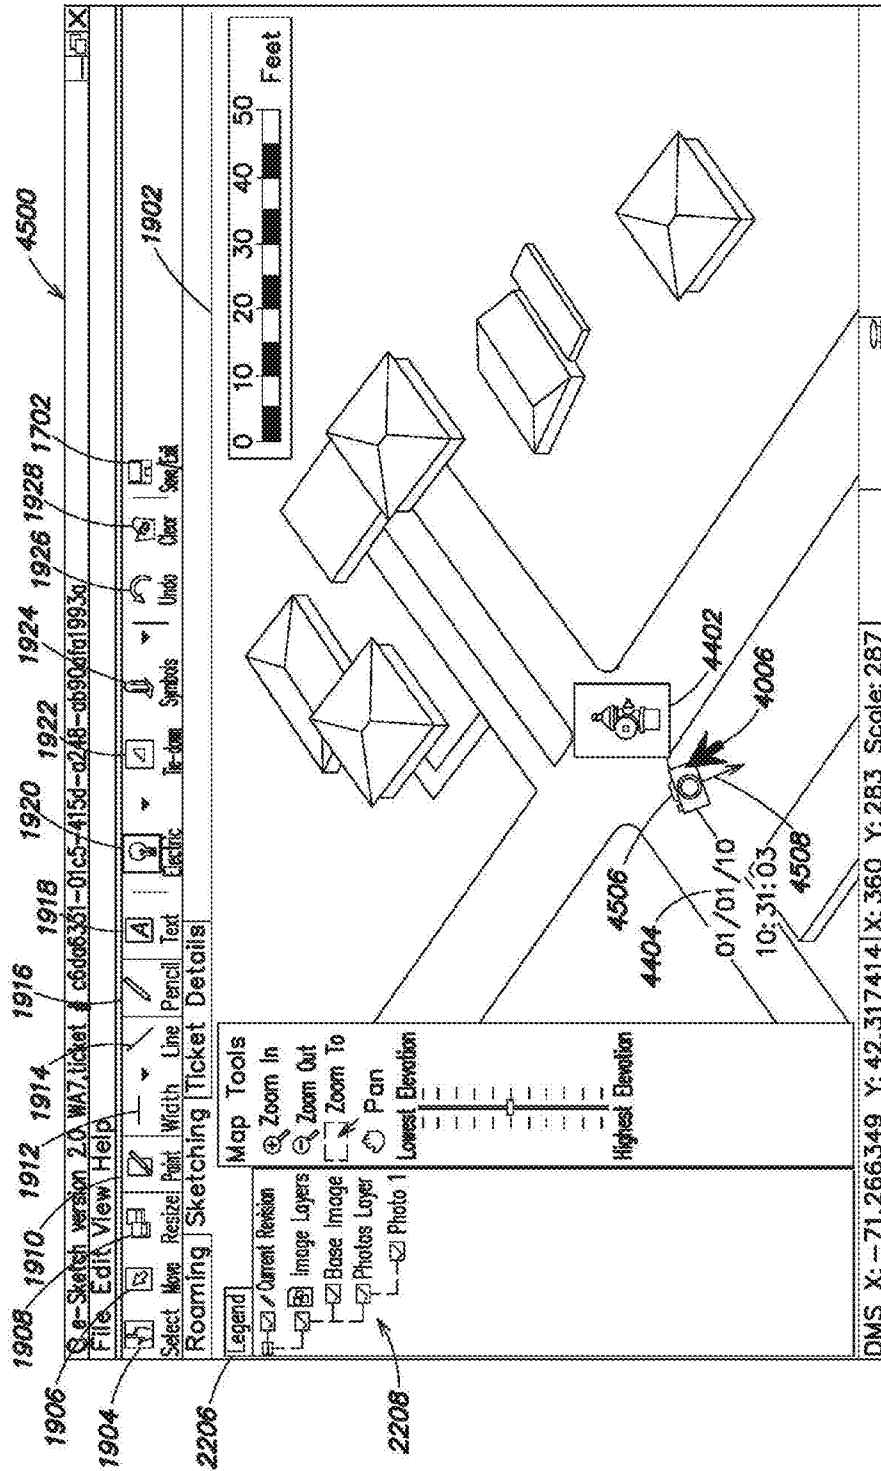 4500
1902
1904
1906
1908
1910
1912
1914
1916
1918
1920
1922
1924
1926
1928
1702
e-Sketch version 2.0 WA7.ticket
c6da6351-01c5-415d-a248-ab90dfa1993a
File Edit View Help
Select Move Resize Paint Width Line Pencil Text Electric Tie-down Symbols Undo Clear Save/Exit
Roaming Sketching Ticket Details
2206
Legend
Current Revision
Image Layers
Base Image
Photos Layer
Photo 1
2208
Map Tools
Zoom In
Zoom Out
Zoom To
Pan
Lowest Elevation
Highest Elevation
0 10 20 30 40 50
Feet
4402
4006
4506
4404
01/01/10
10:31:03
4508
DMS X: -71.266349 Y: 42.317414 X: 360 Y: 283 Scale: 287